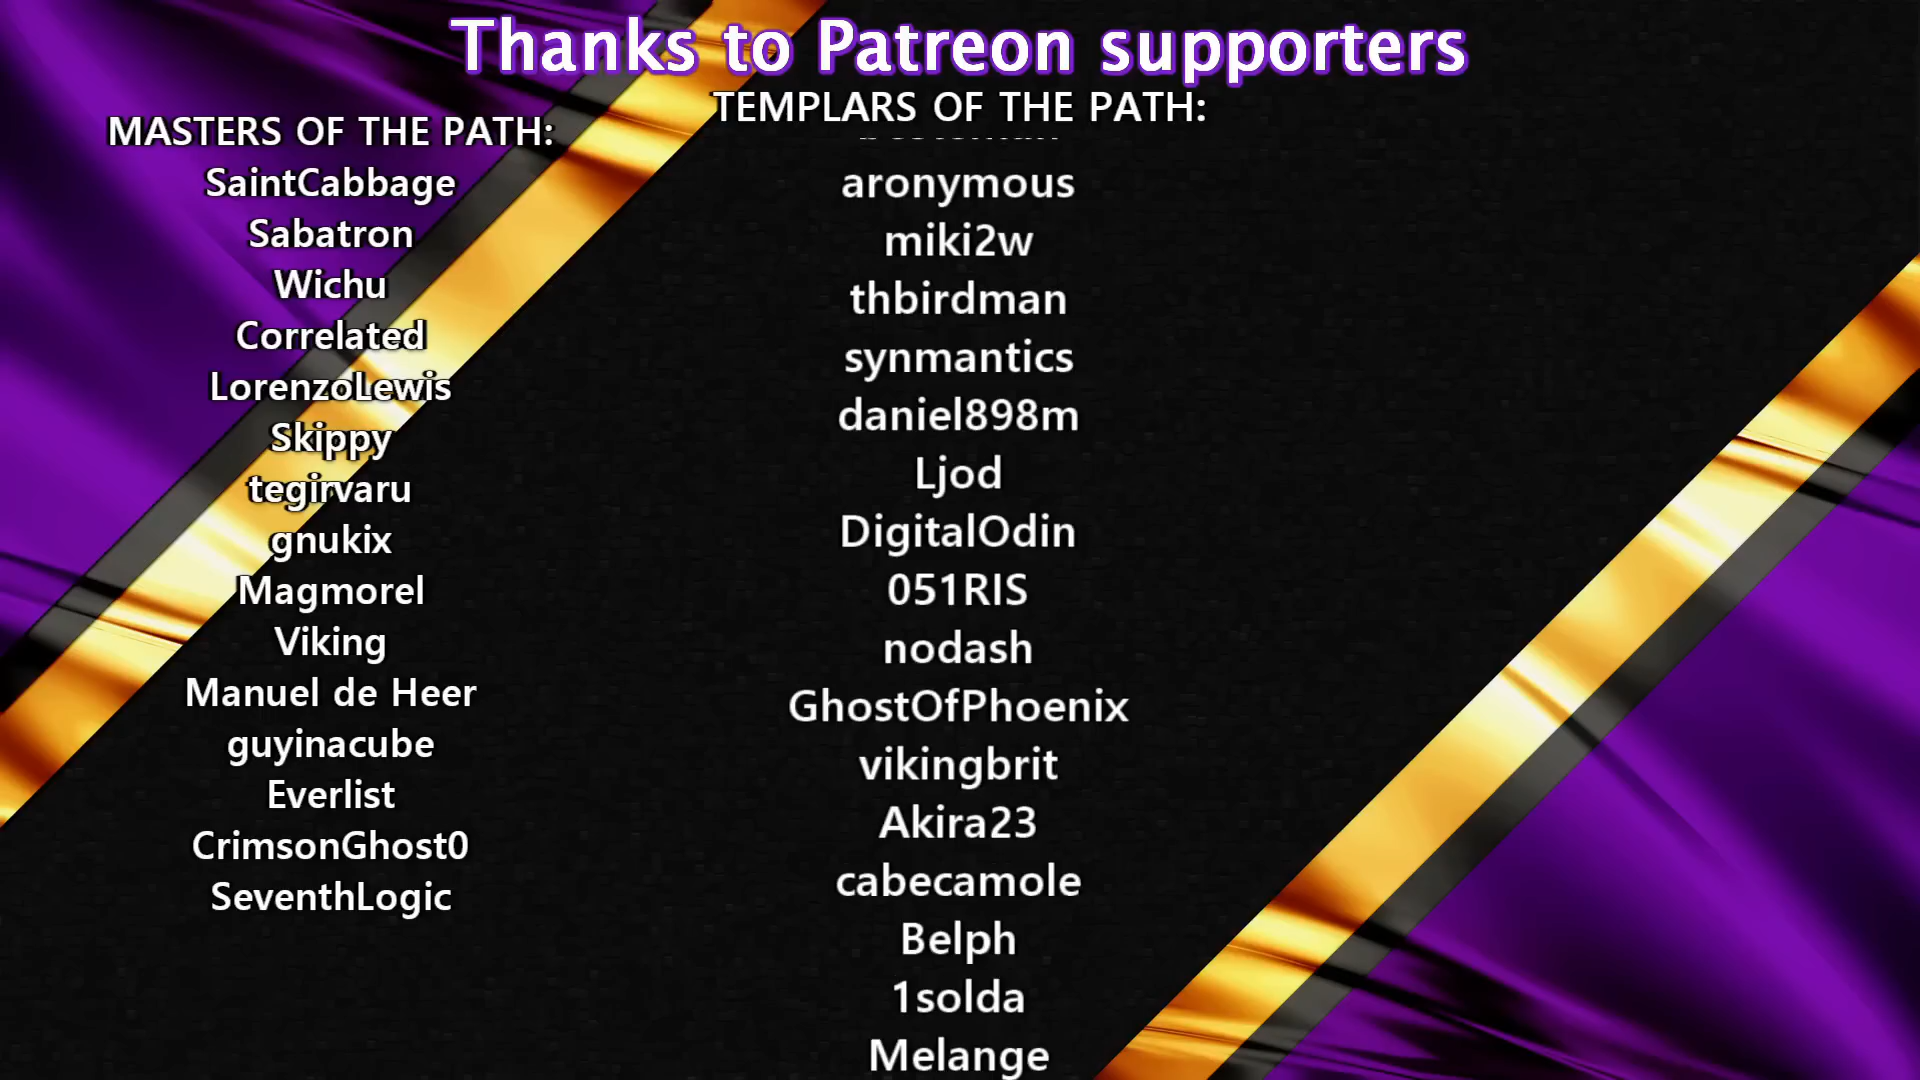 Thanks to Patreon supporters
MASTERS OF THE PATH:
SaintCabbage
Sabatron
Wichu
Correlated
LorenzoLewis
Skippy
tegirvaru
gnukix
Magmorel
Viking
Manuel de Heer
guyinacube
Everlist
CrimsonGhost0
SeventhLogic
TEMPLARS OF THE PATH:
aronymous
miki2w
thbirdman
synmantics
daniel898m
Ljod
DigitalOdin
051RIS
nodash
GhostOfPhoenix
vikingbrit
Akira23
cabecamole
Belph
1solda
Melange